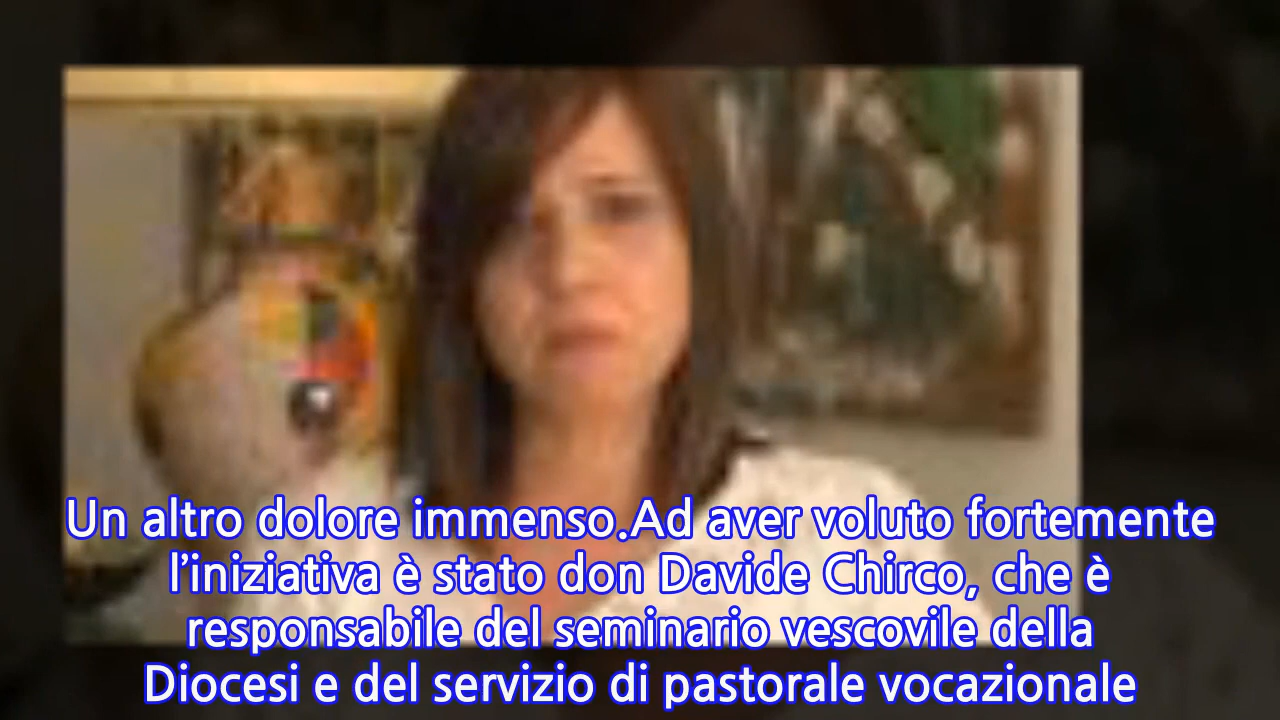 Un altro dolore immenso.Ad aver voluto fortemente
l'iniziativa è stato don Davide Chirco, che è
responsabile del seminario vescovile della
Diocesi e del servizio di pastorale vocazionale